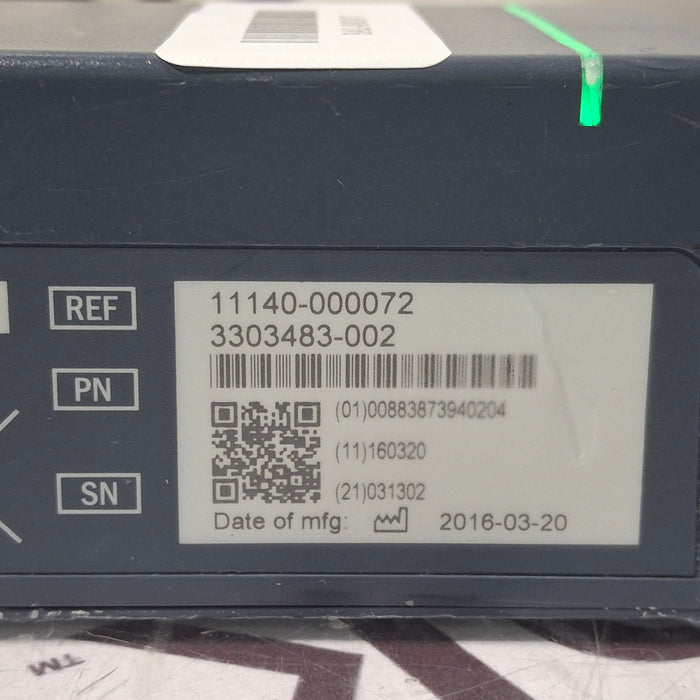 REF
11140-000072
3303483-002
PN
(01)00883873940204
(11)160320
SN
(21)031302
Date of mfg: 2016-03-20
TM